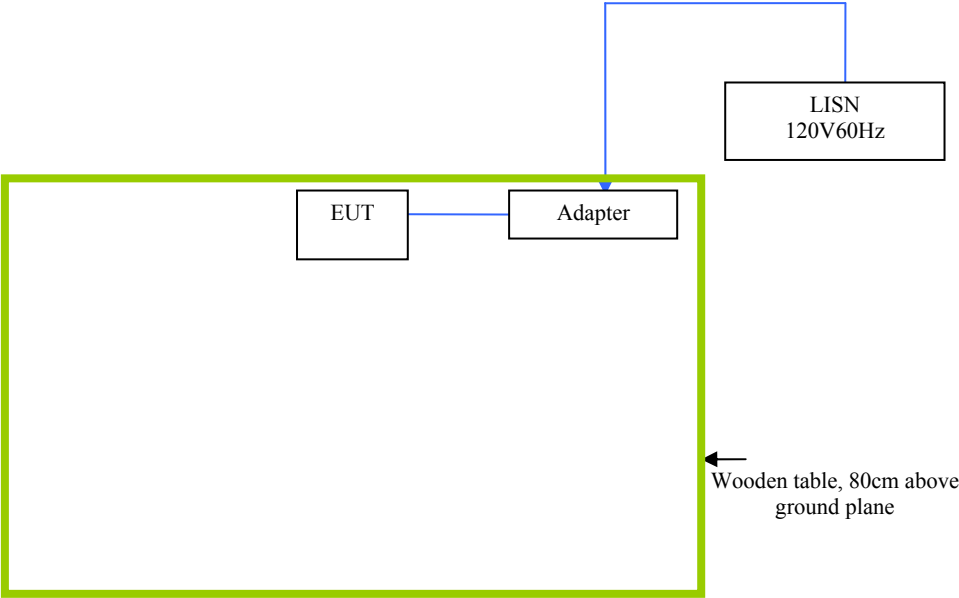 LISN
120V60Hz
EUT
Adapter
Wooden table, 80cm above
ground plane